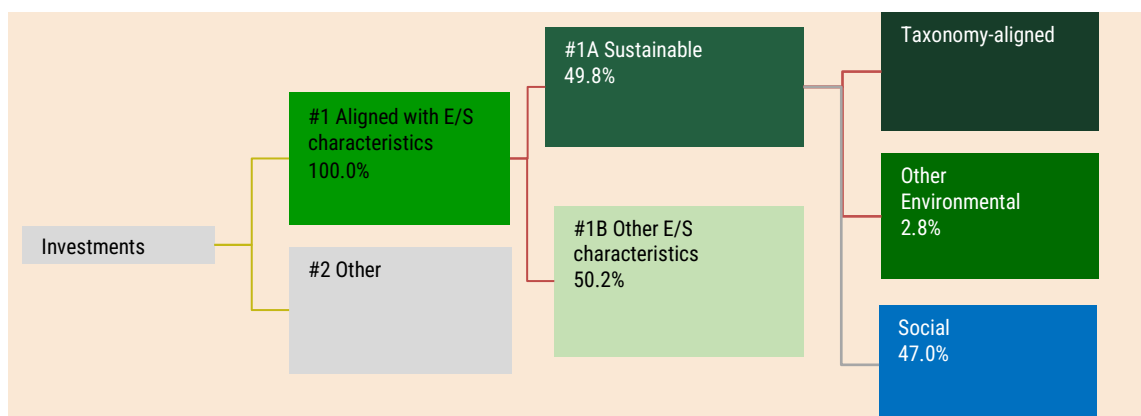 Investments
#1 Aligned with E/S
characteristics
100.0%
#2 Other
#1A Sustainable
49.8%
#1B Other E/S
characteristics
50.2%
Taxonomy-aligned
Other
Environmental
2.8%
Social
47.0%